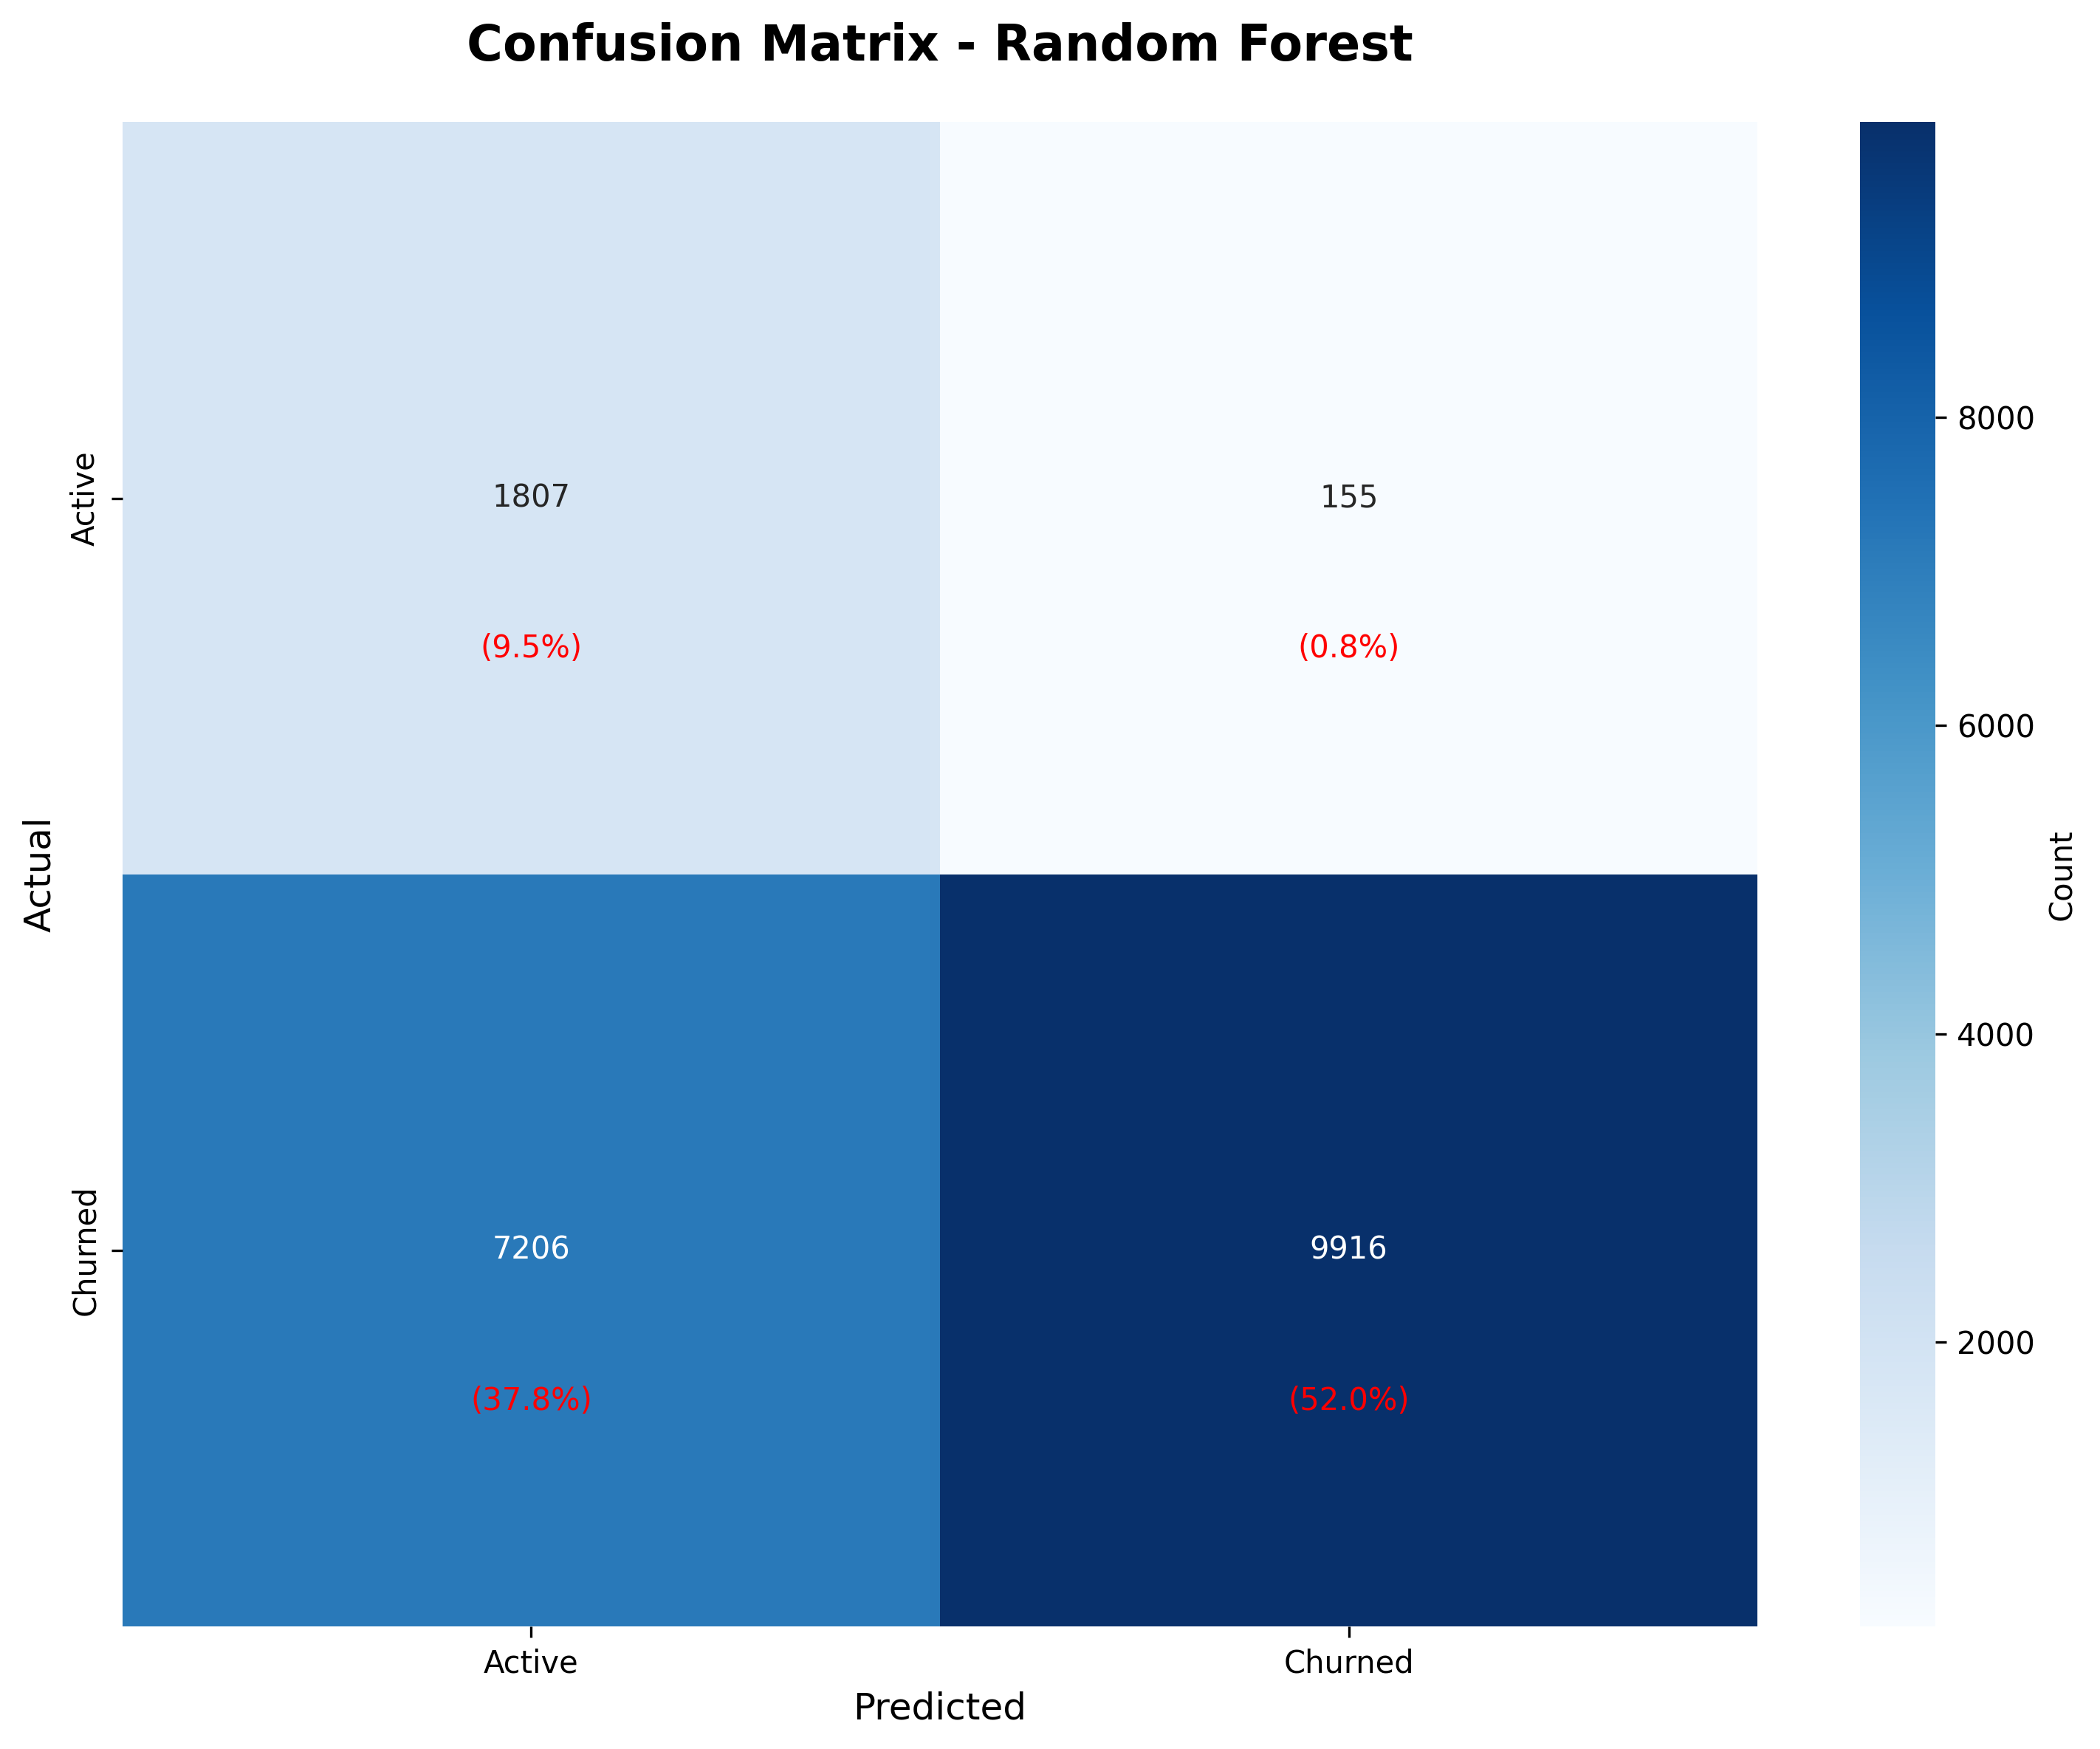 Confusion Matrix - Random Forest
Actual
Active
1807
155
(9.5%)
(0.8%)
Churned
7206
9916
(37.8%)
(52.0%)
Active
Churned
Predicted
8000
6000
4000
2000
Count